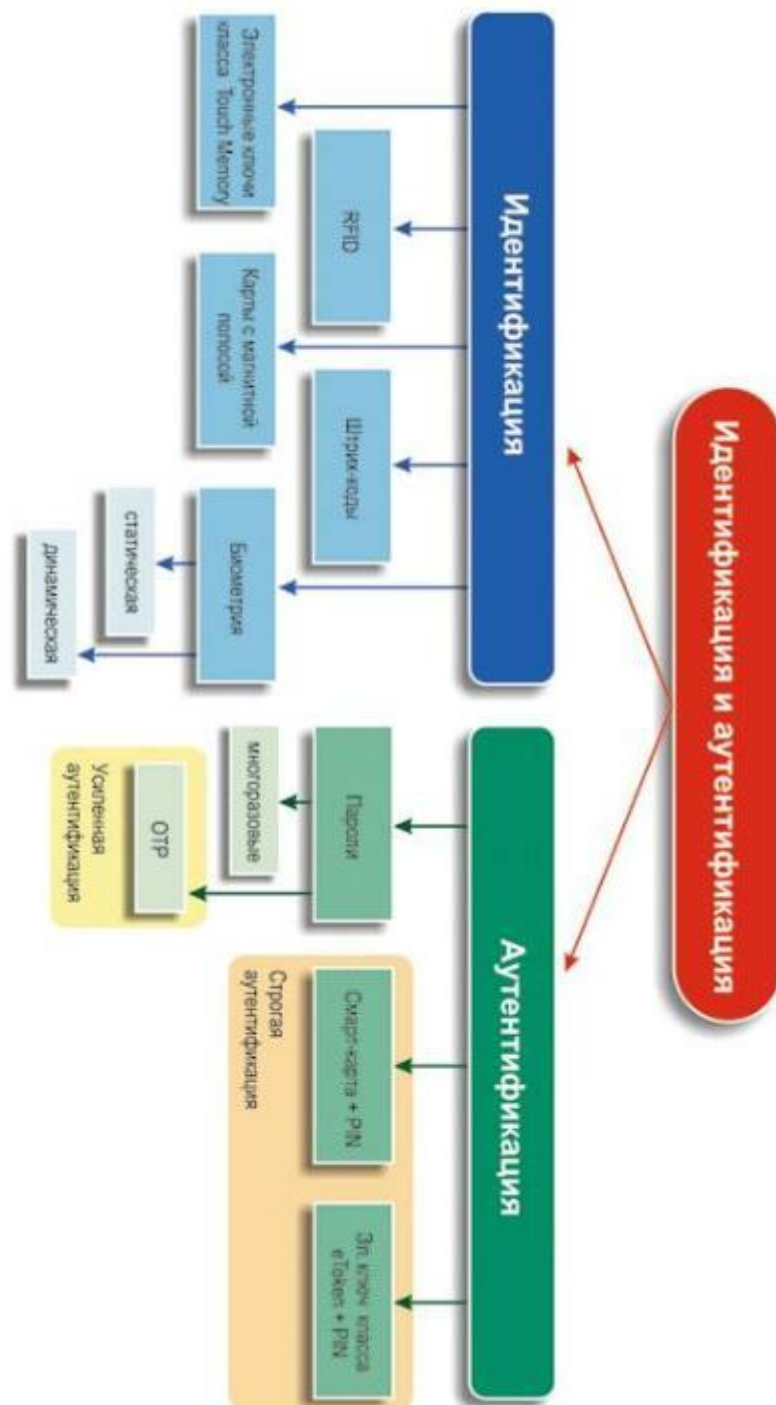 Идентификация и аутентификация
Идентификация
Электронные ключи
класса Touch Memory
RFID
Карты с магнитной
полосой
Штрих-коды
Биометрия
статическая
динамическая
Аутентификация
Пароли
многоразовые
OTP
Усиленная
аутентификация
Смарт-карта + PIN
Эл. ключ класса
eToken + PIN
Строгая
аутентификация